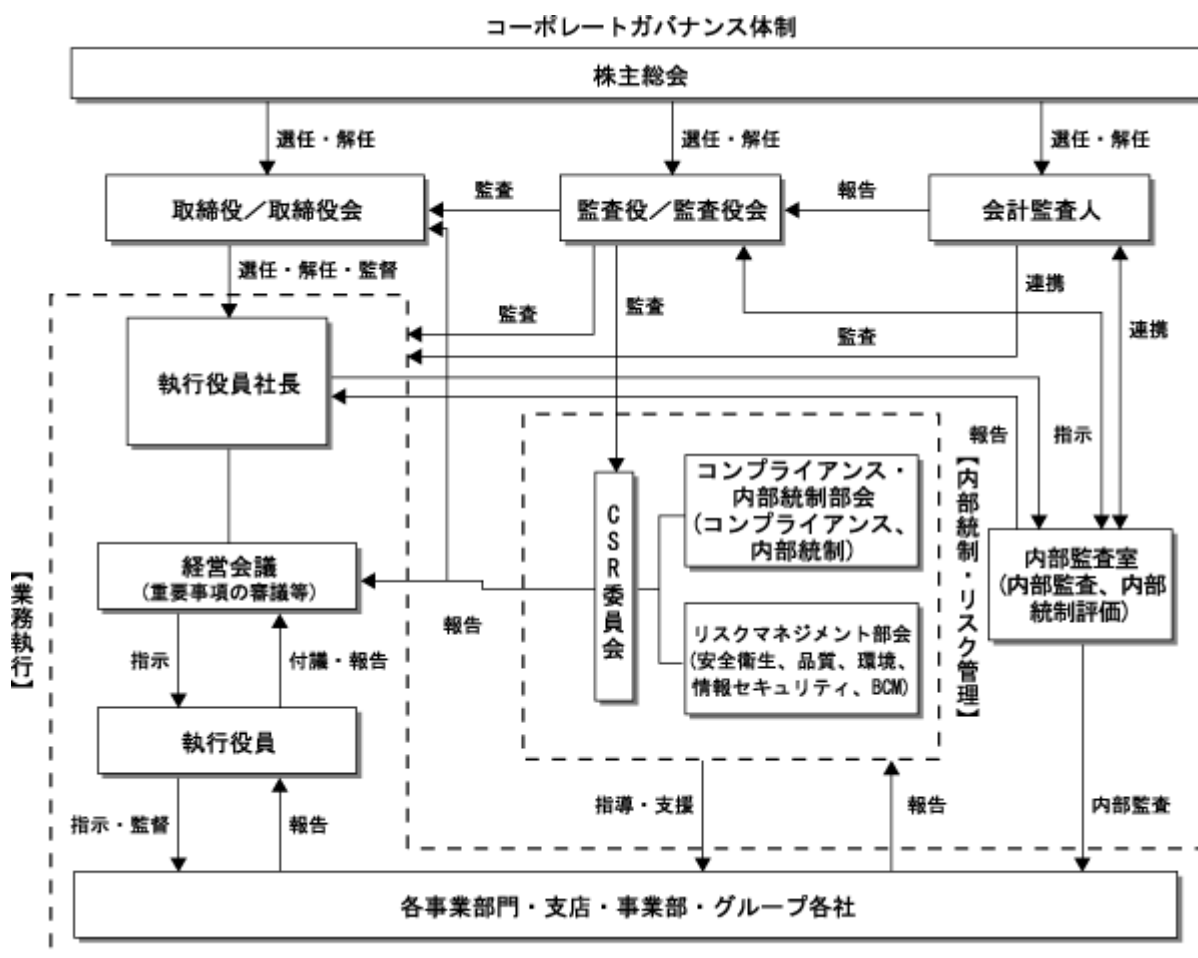 コーポレートガバナンス体制
株主総会
選任・解任
選任・解任
選任・解任
取締役／取締役会
監査
監査役／監査役会
報告
会計監査人
選任・解任・監督
監査
監査
連携
監査
連携
執行役員社長
報告
指示
【内部統制・リスク管理】
CSR委員会
コンプライアンス・
内部統制部会
(コンプライアンス、
内部統制)
内部監査室
(内部監査、内部
統制評価)
経営会議
(重要事項の審議等)
【業務執行】
報告
リスクマネジメント部会
(安全衛生、品質、環境、
情報セキュリティ、BCM)
指示
付議・報告
執行役員
指示・監督
報告
指導・支援
報告
内部監査
各事業部門・支店・事業部・グループ各社